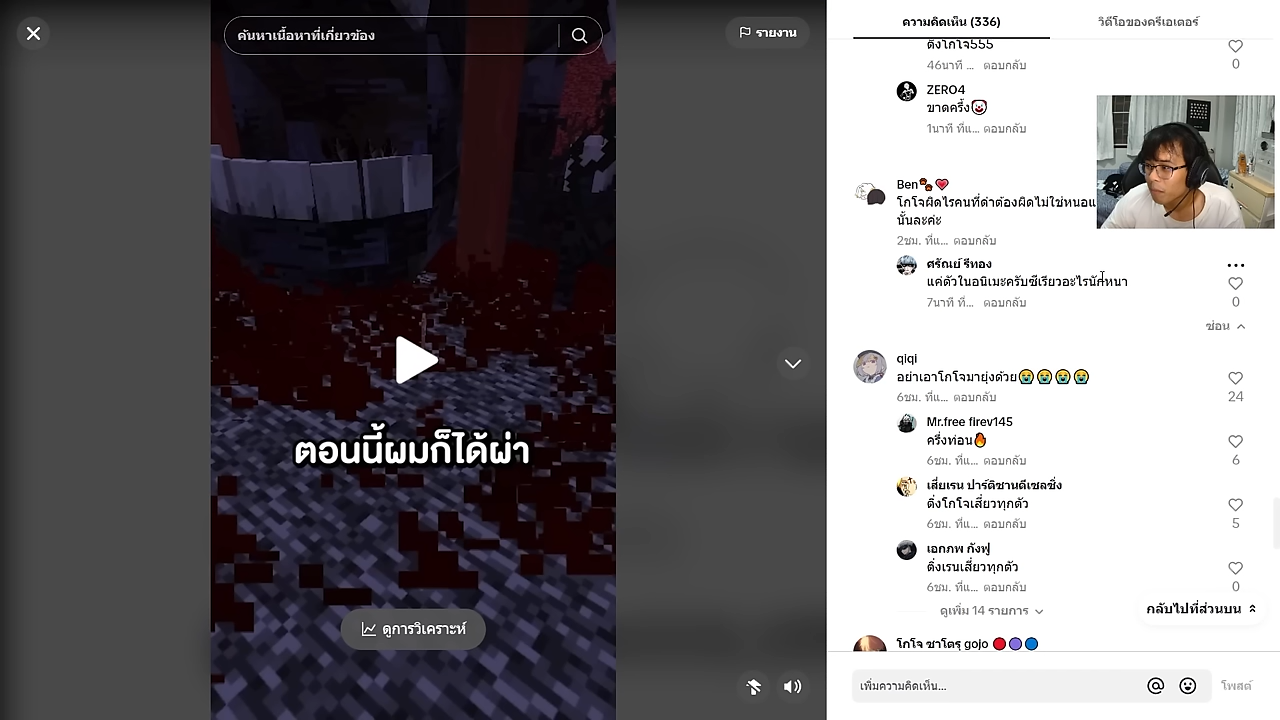 ค้นหาเนื้อหาที่เกี่ยวข้อง
รายงาน
ตอนนี้ผมก็ได้ผ่า
ดูการวิเคราะห์
ความคิดเห็น (336)
วิดีโอของครีเอเตอร์
ติ่งโกโจ555
46นาที ... ตอบกลับ
0
ZERO4
ขาดครึ้ง🤡
1นาที ที่แ... ตอบกลับ
Ben🐾💗
โกโจผิดไรคนที่ด่าต้องผิดไม่ใช่หนอแ
นั้นละค่ะ
2ชม. ที่แ... ตอบกลับ
ศรัณย์ รีทอง
แค่ตัวในอนิเมะครับซีเรียวอะไรนักหนา
7นาที ที่... ตอบกลับ
0
ซ่อน
qiqi
อย่าเอาโกโจมายุ่งด้วย😭😭😭😭
6ชม. ที่แ... ตอบกลับ
24
Mr.free firev145
ครึ่งท่อน🔥
6ชม. ที่แ... ตอบกลับ
6
เสี่ยเรน ปาร์ดิชานดีเซลซิ่ง
ติ่งโกโจเสี่ยวทุกตัว
6ชม. ที่แ... ตอบกลับ
5
เอกภพ กังฟู
ติ่งเรนเสี่ยวทุกตัว
6ชม. ที่แ... ตอบกลับ
0
ดูเพิ่ม 14 รายการ
กลับไปที่ส่วนบน
โกโจ ซาโตรุ gojo 🔴🟣🔵
เพิ่มความคิดเห็น...
โพสต์